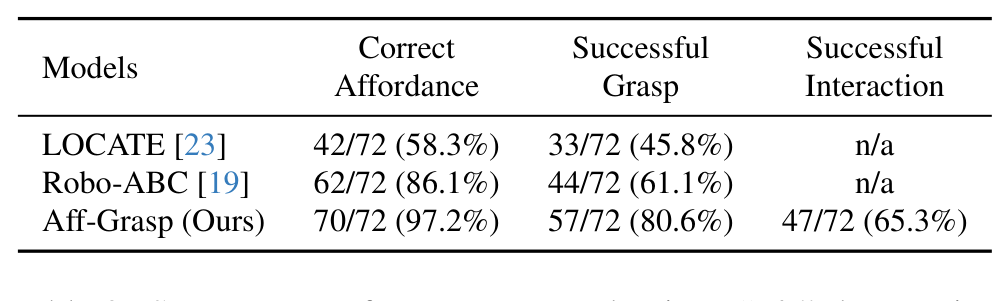 Models Correct Affordance Successful Grasp Successful Interaction
LOCATE [23] 42/72 (58.3%) 33/72 (45.8%) n/a
Robo-ABC [19] 62/72 (86.1%) 44/72 (61.1%) n/a
Aff-Grasp (Ours) 70/72 (97.2%) 57/72 (80.6%) 47/72 (65.3%)